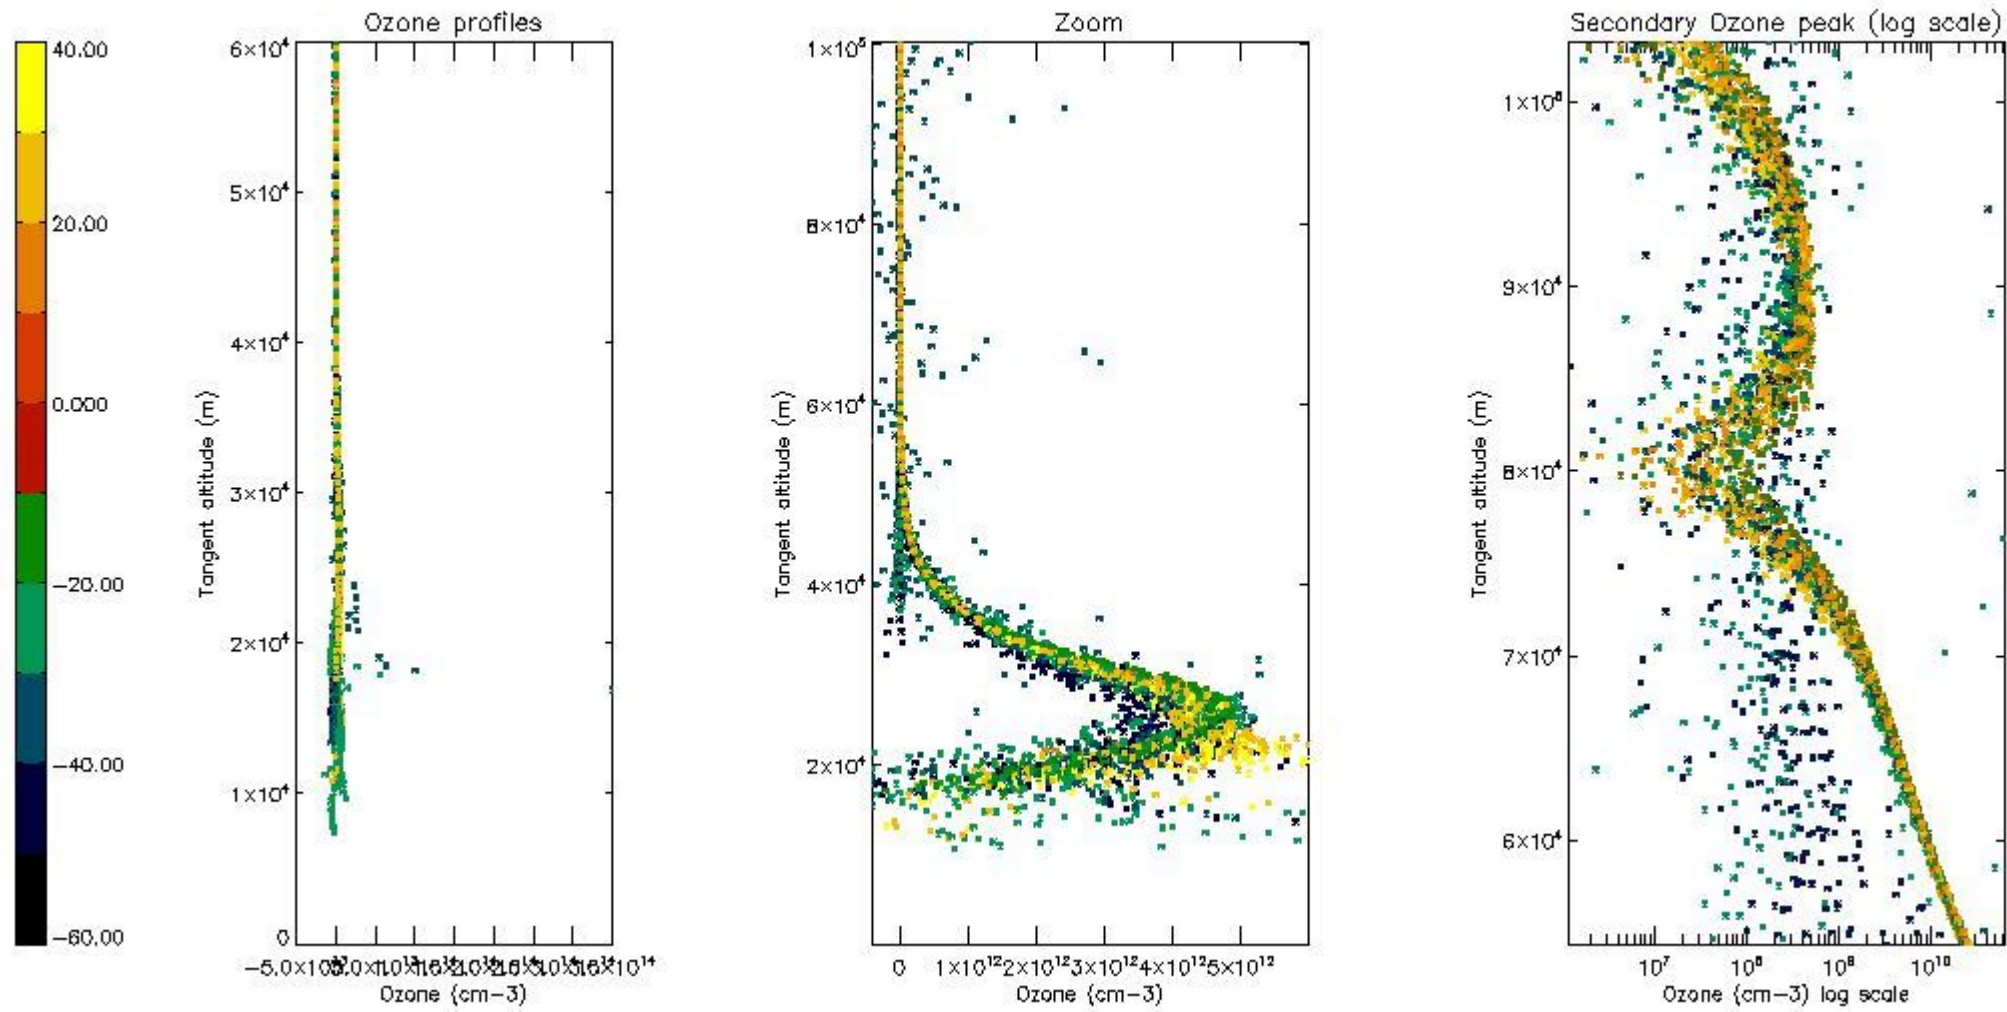 Ozone profiles
Zoom
Secondary Ozone peak (log scale)
40.00
20.00
0.000
−20.00
−40.00
−60.00
6×10⁴
5×10⁴
4×10⁴
3×10⁴
2×10⁴
1×10⁴
0
Tangent altitude (m)
Ozone (cm−3)
1×10⁵
8×10⁴
6×10⁴
4×10⁴
2×10⁴
Tangent altitude (m)
0 1×10¹² 2×10¹² 3×10¹² 4×10¹² 5×10¹²
Ozone (cm−3)
1×10⁵
9×10⁴
8×10⁴
7×10⁴
6×10⁴
Tangent altitude (m)
10⁷ 10⁸ 10⁹ 10¹⁰
Ozone (cm−3) log scale